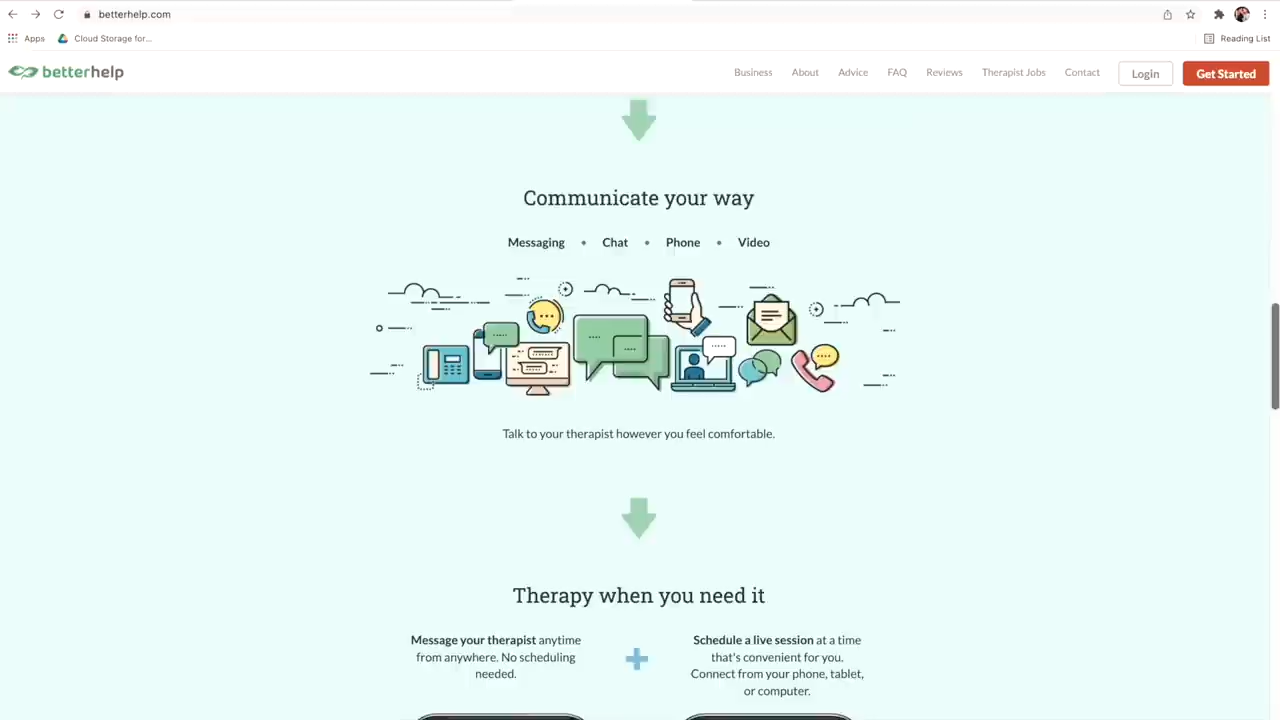 betterhelp.com
Apps
Cloud Storage for...
Reading List
betterhelp
Business
About
Advice
FAQ
Reviews
Therapist Jobs
Contact
Login
Get Started
Communicate your way
Messaging • Chat • Phone • Video
Talk to your therapist however you feel comfortable.
Therapy when you need it
Message your therapist anytime
from anywhere. No scheduling
needed.
Schedule a live session at a time
that's convenient for you.
Connect from your phone, tablet,
or computer.